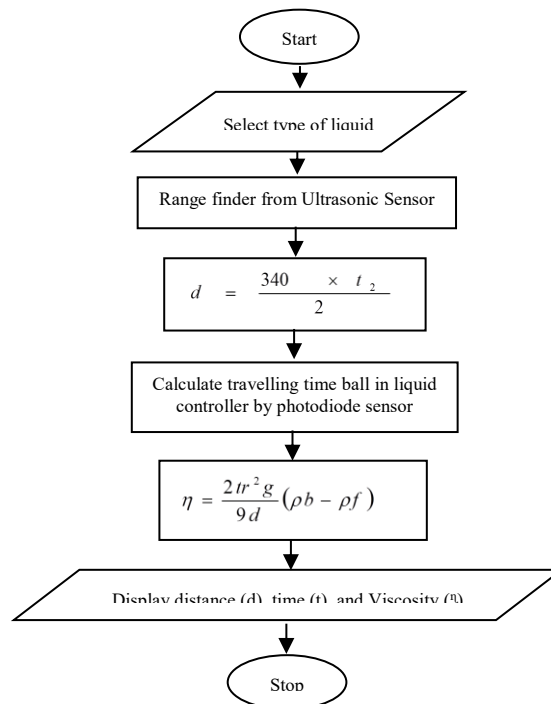 Start
Select type of liquid
Range finder from Ultrasonic Sensor
d = 340 × t₂ / 2
Calculate travelling time ball in liquid
controller by photodiode sensor
η = 2tr²g / 9d (ρb − ρf)
Display distance (d), time (t), and Viscosity (η)
Stop